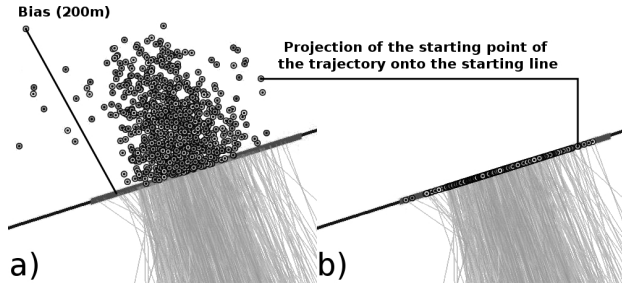 Bias (200m)
Projection of the starting point of
the trajectory onto the starting line
a)
b)